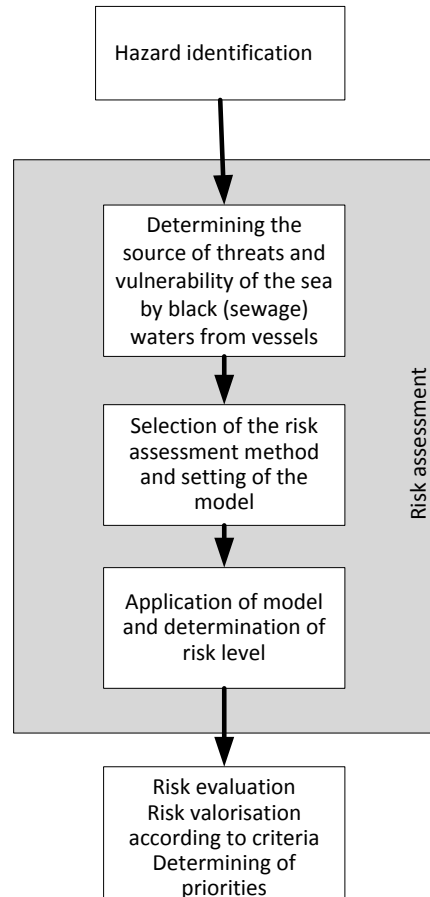 Hazard identification
Determining the
source of threats and
vulnerability of the sea
by black (sewage)
waters from vessels
Selection of the risk
assessment method
and setting of the
model
Application of model
and determination of
risk level
Risk assessment
Risk evaluation
Risk valorisation
according to criteria
Determining of
priorities